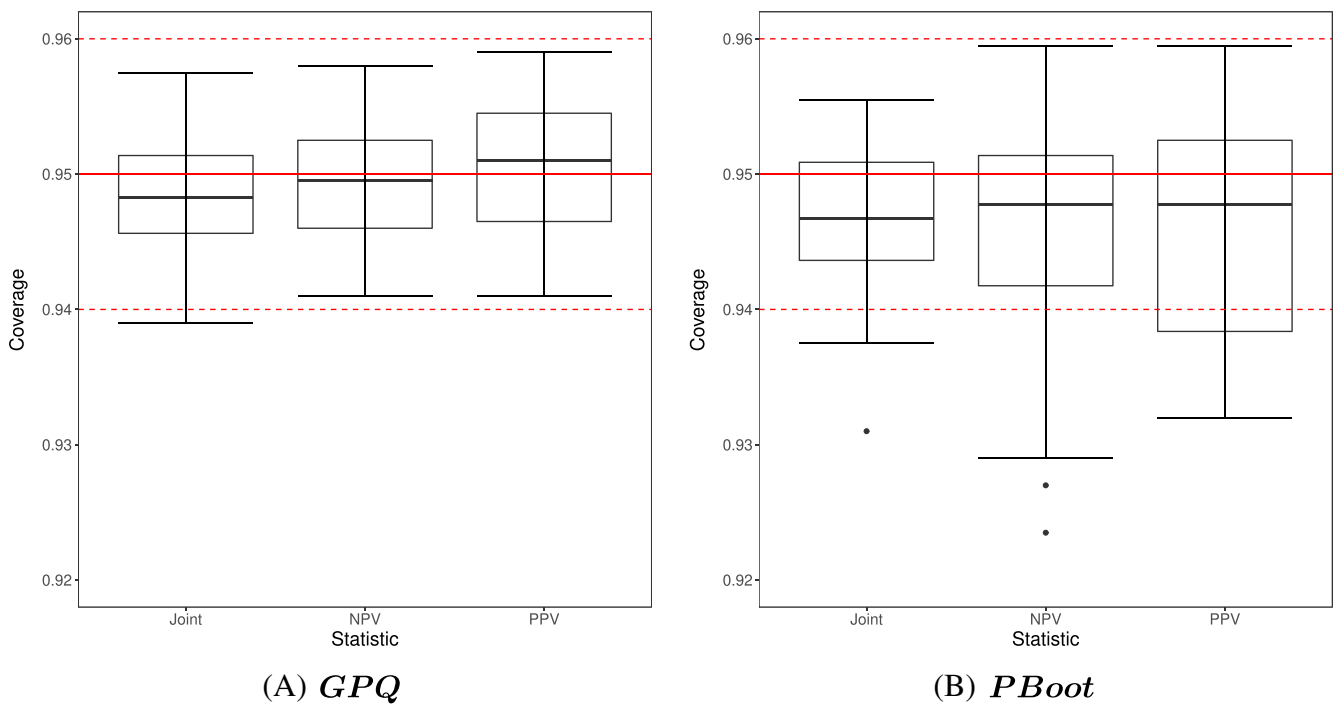 0.96
0.95
0.94
0.93
0.92
Coverage
Joint NPV PPV
Statistic
(A) GPQ
0.96
0.95
0.94
0.93
0.92
Coverage
Joint NPV PPV
Statistic
(B) PBoot